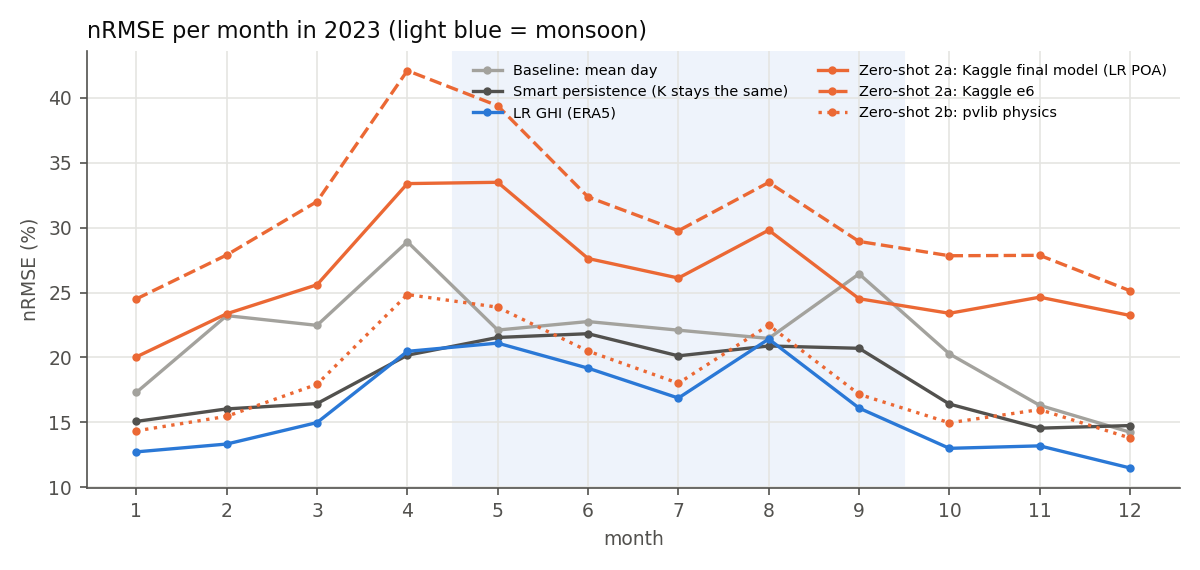 nRMSE per month in 2023 (light blue = monsoon)
Baseline: mean day
Smart persistence (K stays the same)
LR GHI (ERA5)
Zero-shot 2a: Kaggle final model (LR POA)
Zero-shot 2a: Kaggle e6
Zero-shot 2b: pvlib physics
nRMSE (%)
40
35
30
25
20
15
10
1 2 3 4 5 6 7 8 9 10 11 12
month